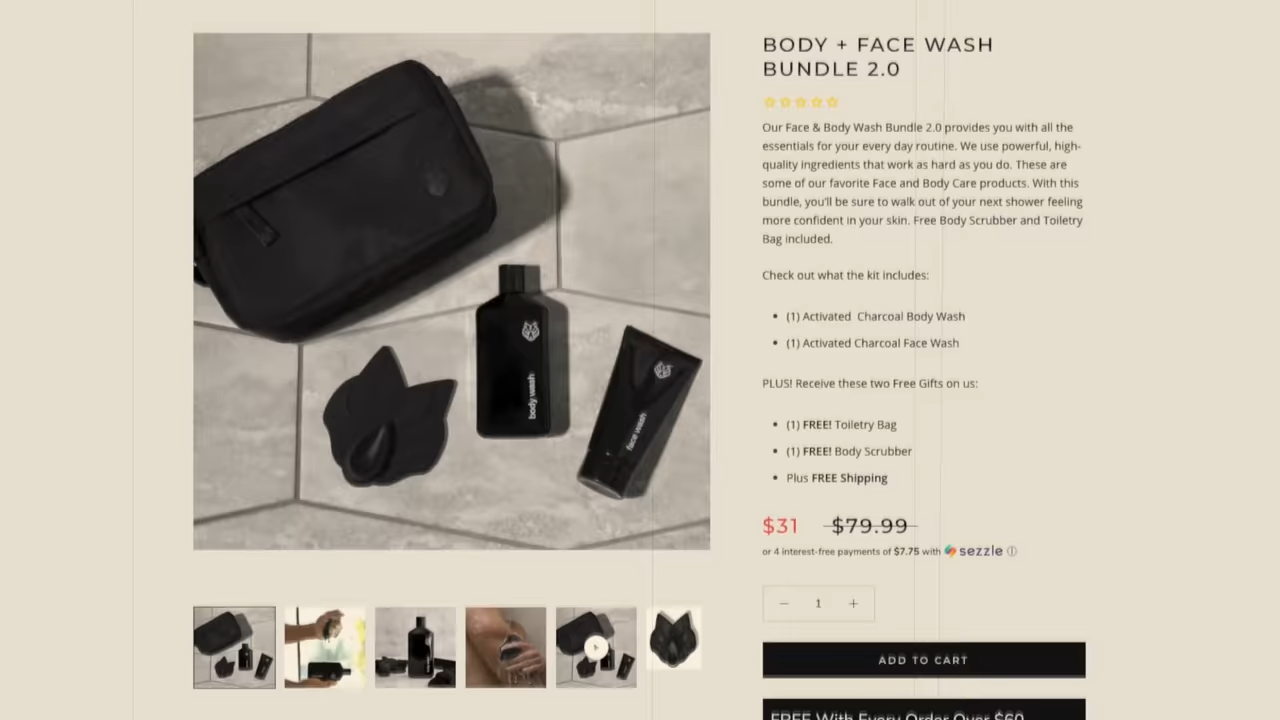 BODY + FACE WASH
BUNDLE 2.0
Our Face & Body Wash Bundle 2.0 provides you with all the
essentials for your every day routine. We use powerful, high-
quality ingredients that work as hard as you do. These are
some of our favorite Face and Body Care products. With this
bundle, you'll be sure to walk out of your next shower feeling
more confident in your skin. Free Body Scrubber and Toiletry
Bag included.
Check out what the kit includes:
(1) Activated Charcoal Body Wash
(1) Activated Charcoal Face Wash
PLUS! Receive these two Free Gifts on us:
(1) FREE! Toiletry Bag
(1) FREE! Body Scrubber
Plus FREE Shipping
$31 $79.99
or 4 interest-free payments of $7.75 with sezzle
1
ADD TO CART
FREE With Every Order Over $60
body wash
face wash